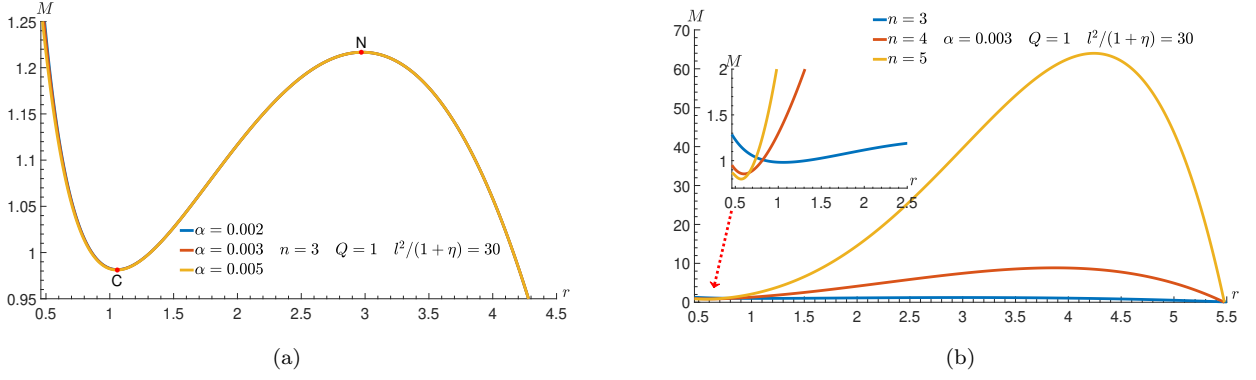 M
1.25
1.2
1.15
1.1
1.05
1
0.95
0.5 1 1.5 2 2.5 3 3.5 4 4.5
r
N
C
α = 0.002
α = 0.003 n = 3 Q = 1 l²/(1 + η) = 30
α = 0.005
(a)
M
70
60
50
40
30
20
10
0
0.5 1 1.5 2 2.5 3 3.5 4 4.5 5 5.5
r
n = 3
n = 4 α = 0.003 Q = 1 l²/(1 + η) = 30
n = 5
M
2
1.5
1
0.5 1 1.5 2 2.5
r
(b)